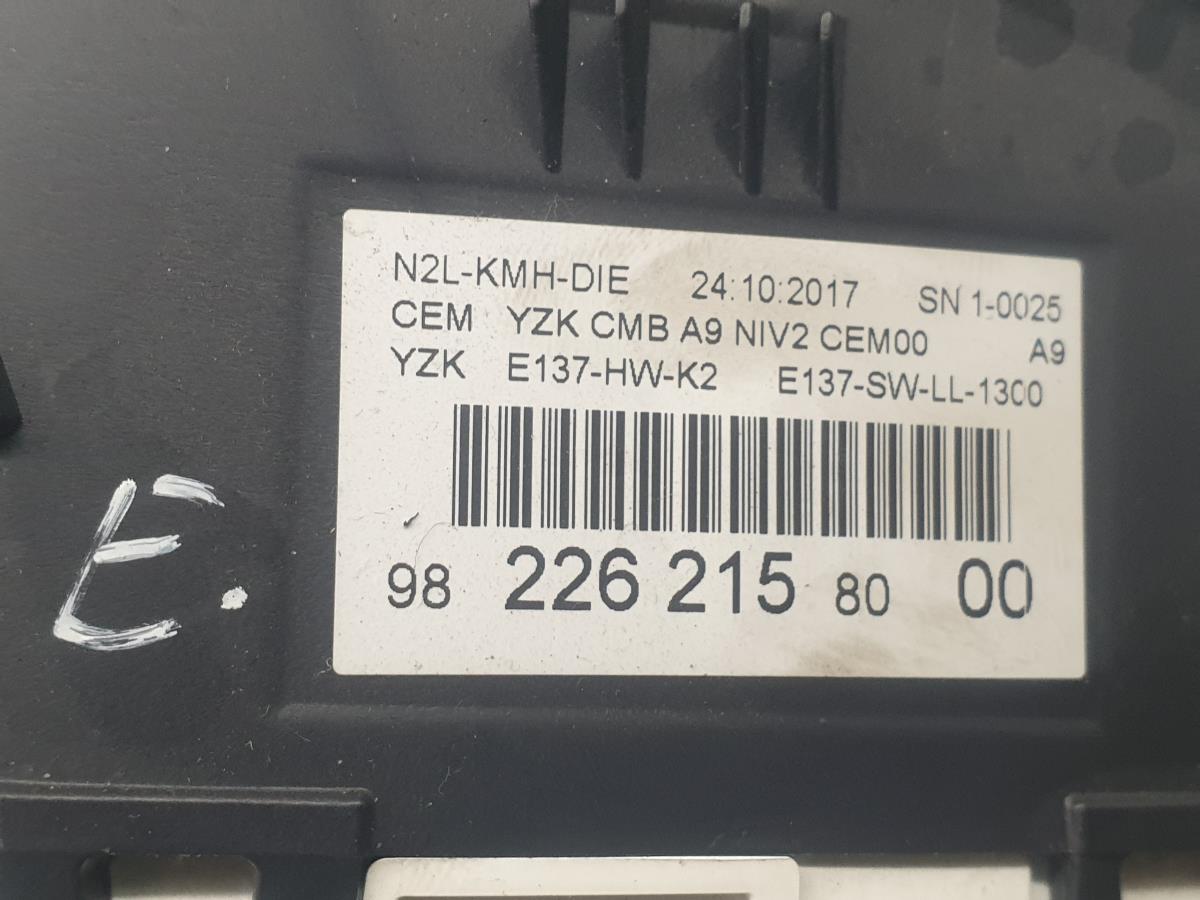 N2L-KMH-DIE 24:10:2017 SN 1-0025
CEM YZK CMB A9 NIV2 CEM00 A9
YZK E137-HW-K2 E137-SW-LL-1300
98 226 215 80 00
E.